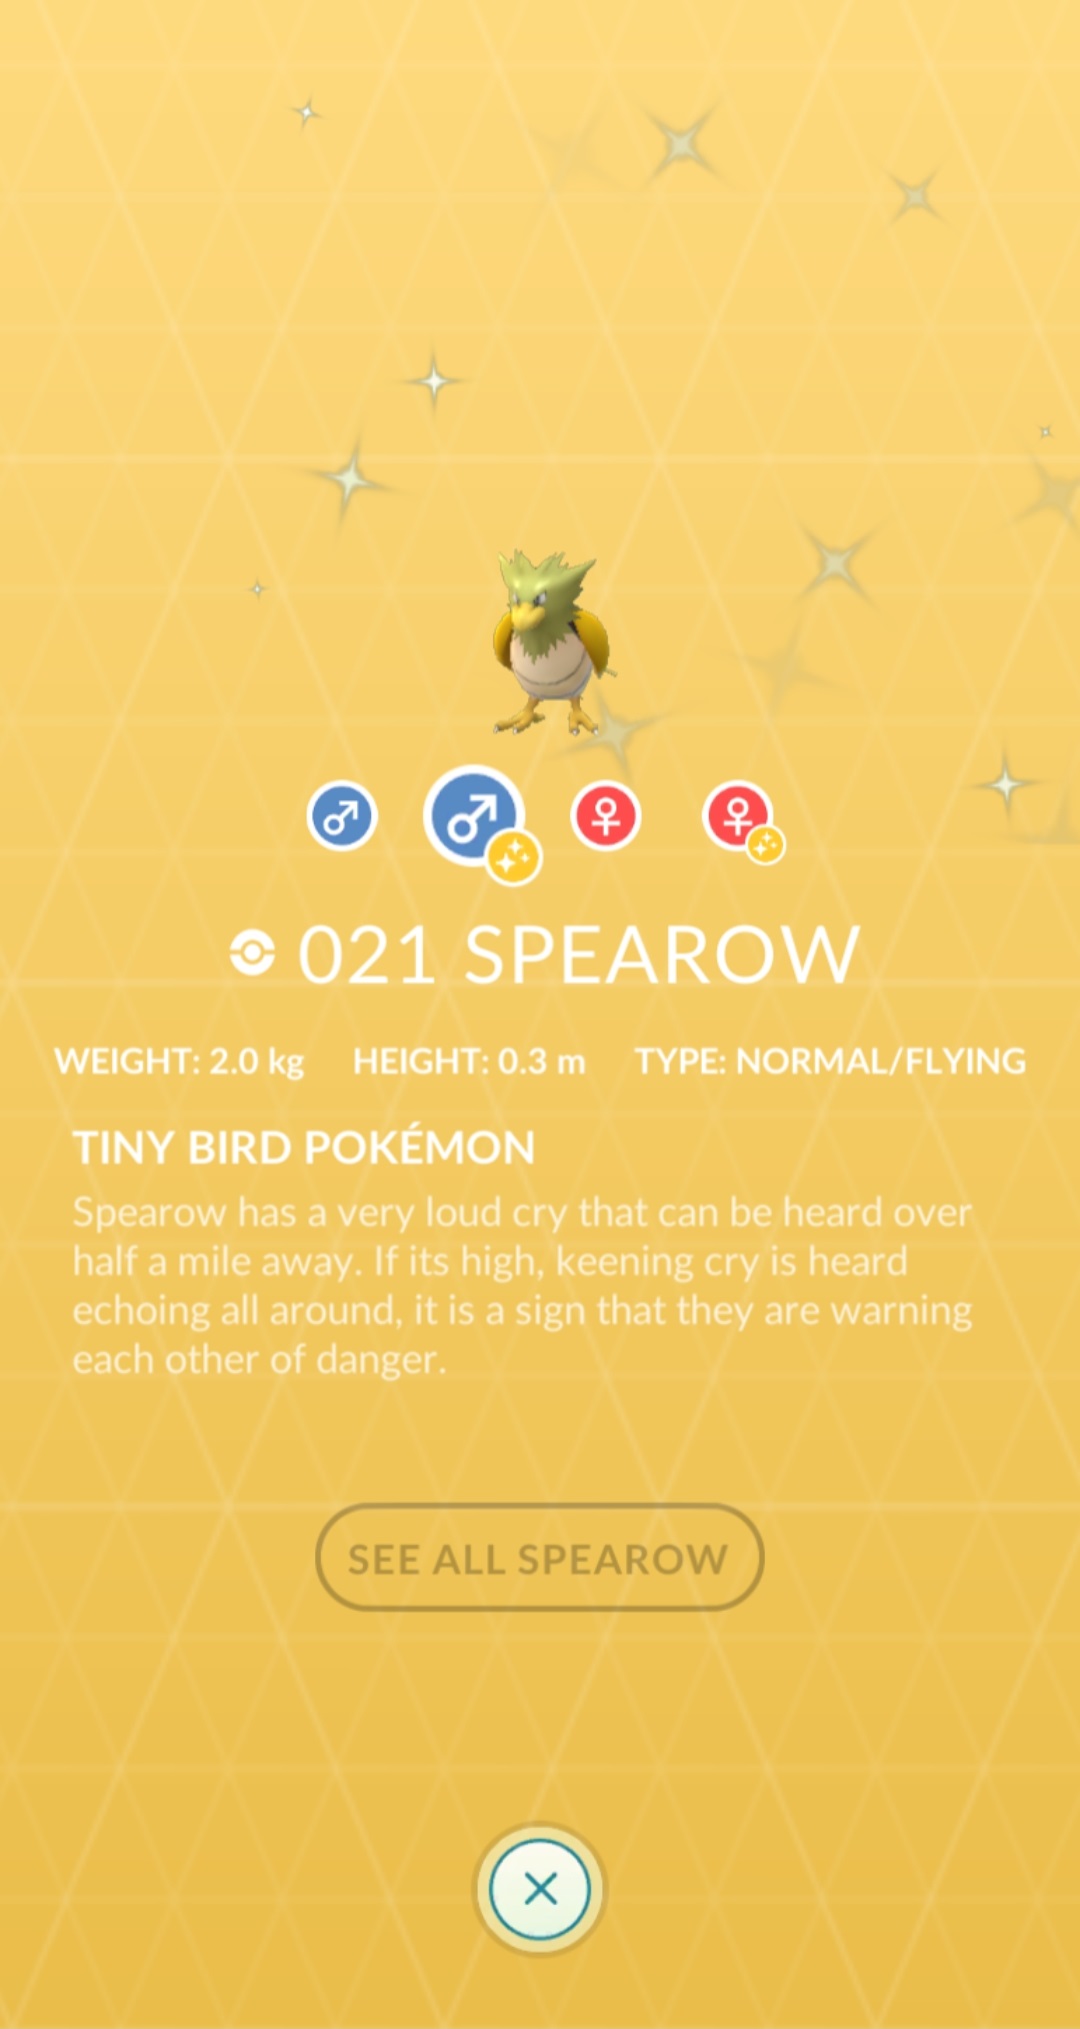 021 SPEAROW
WEIGHT: 2.0 kg HEIGHT: 0.3 m TYPE: NORMAL/FLYING
TINY BIRD POKÉMON
Spearow has a very loud cry that can be heard over
half a mile away. If its high, keening cry is heard
echoing all around, it is a sign that they are warning
each other of danger.
SEE ALL SPEAROW